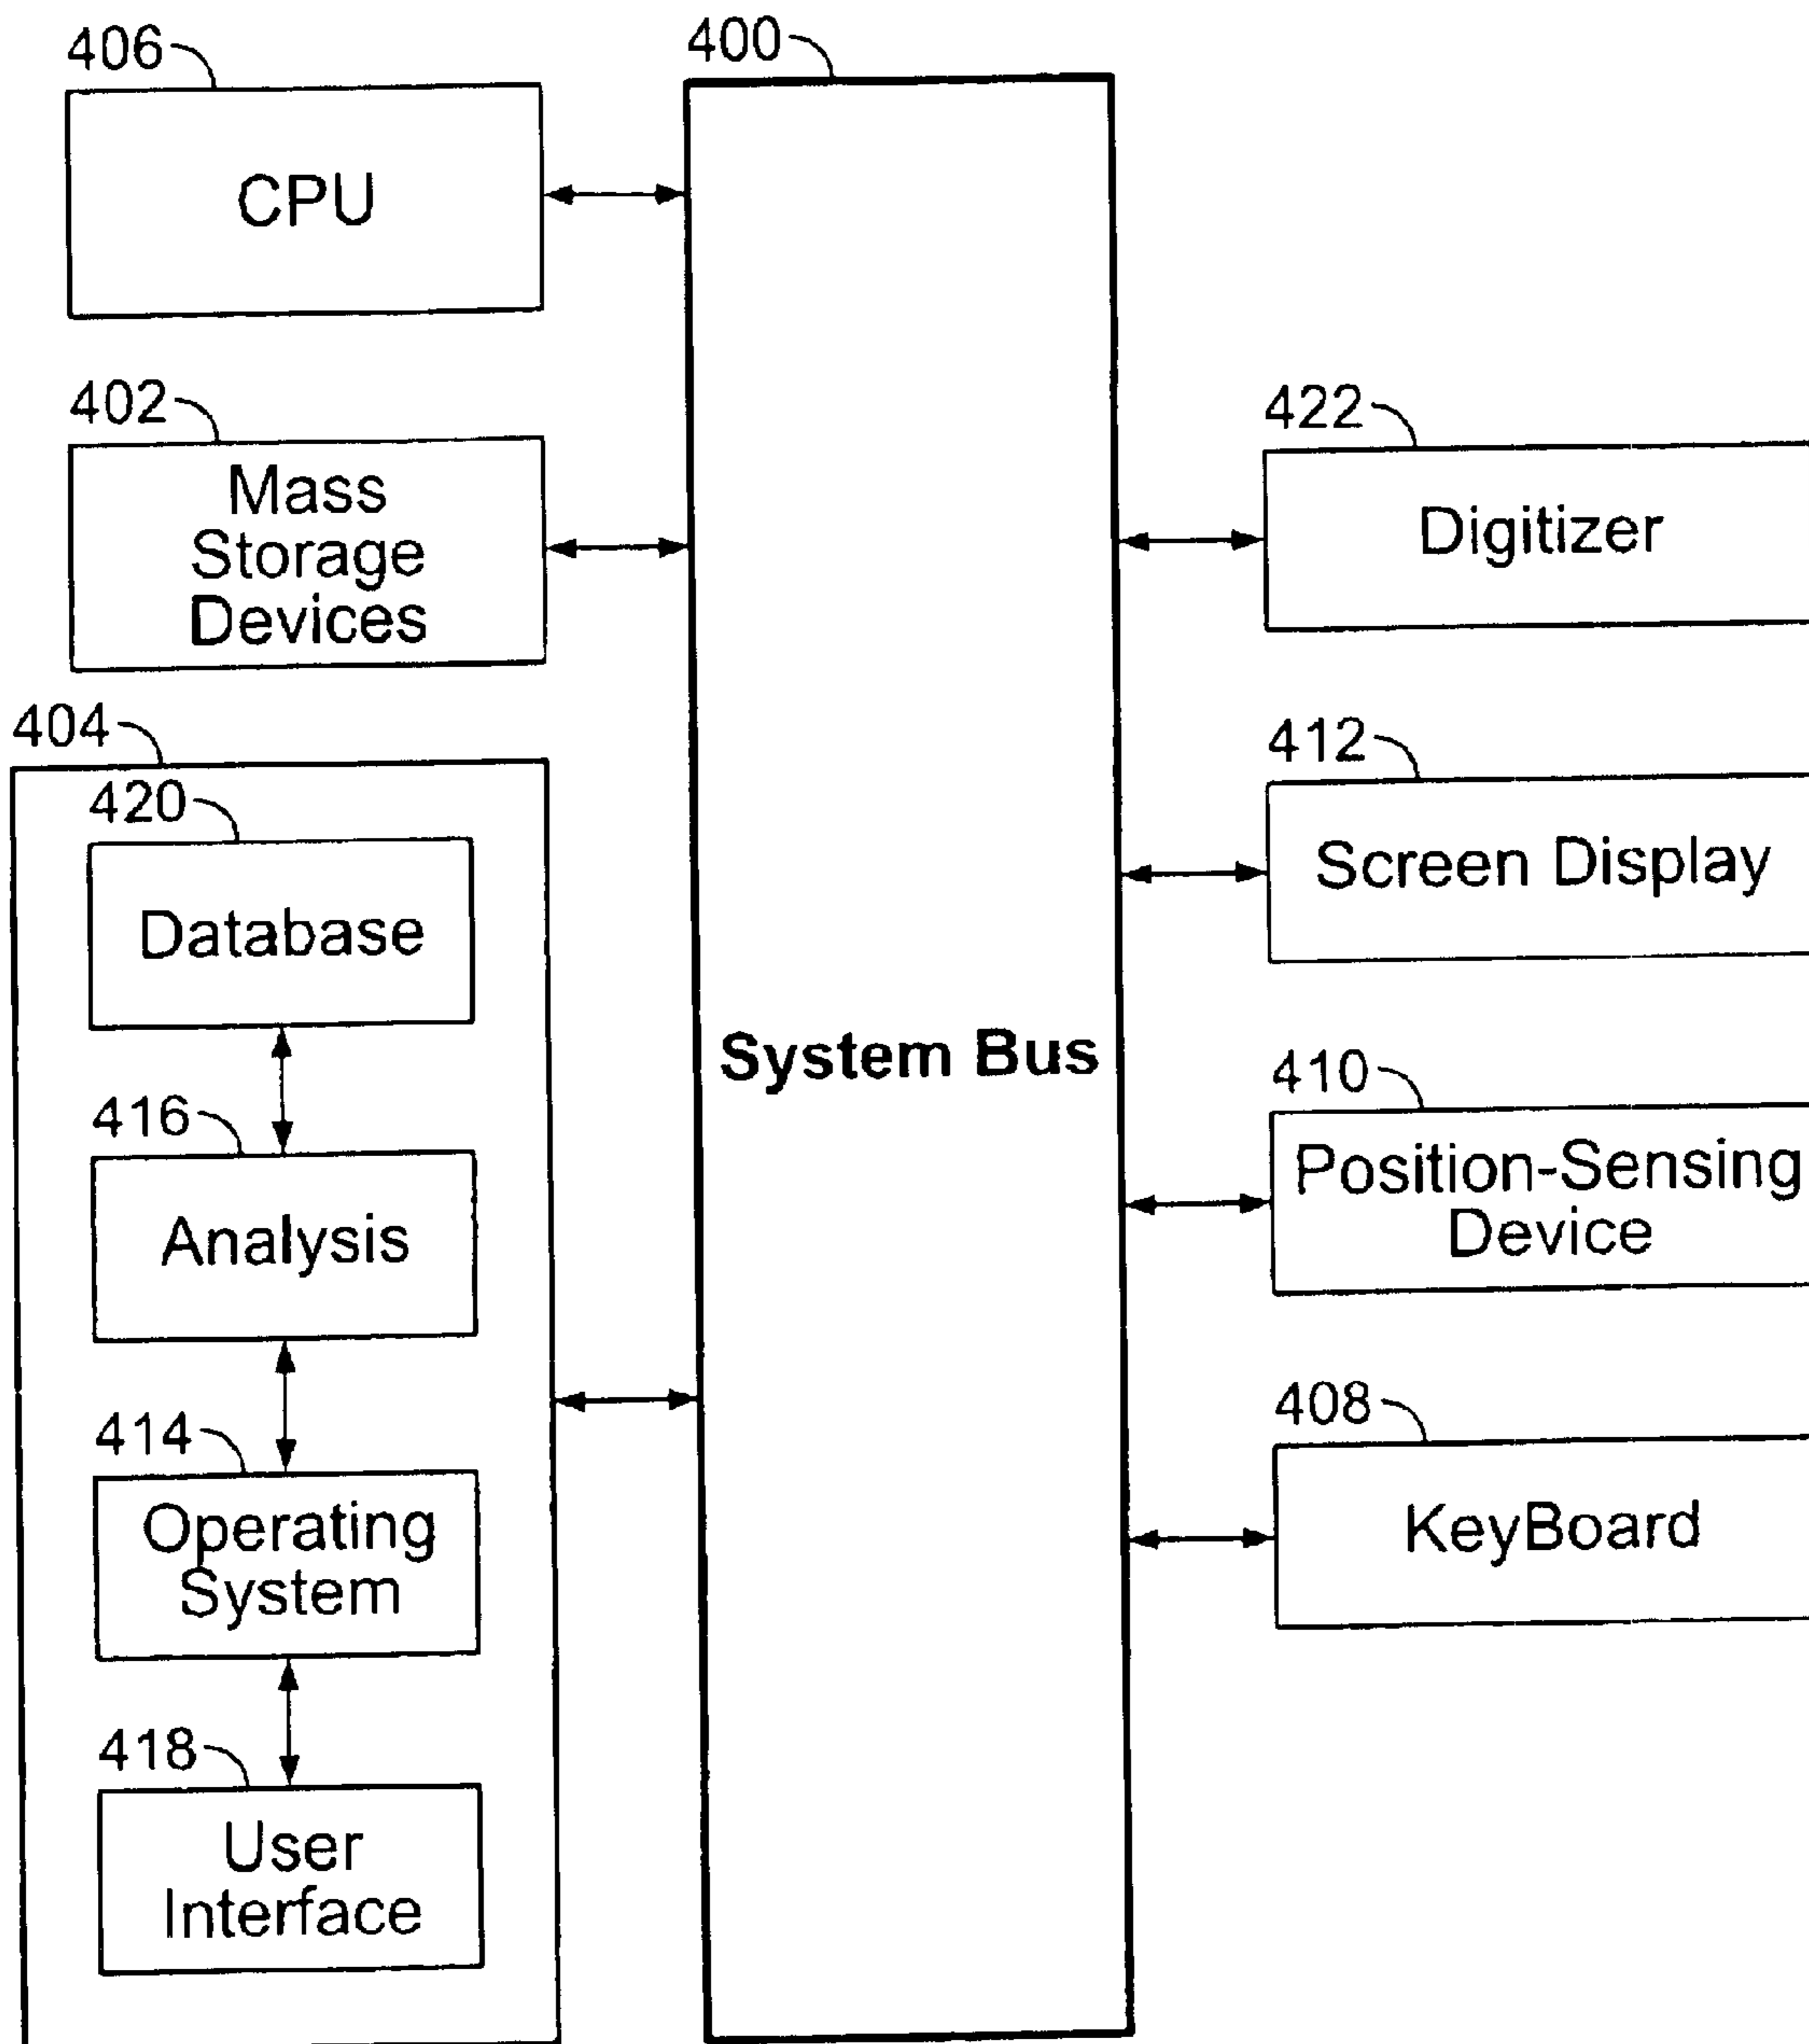 406
CPU
402
Mass
Storage
Devices
404
420
Database
416
Analysis
414
Operating
System
418
User
Interface
400
System Bus
422
Digitizer
412
Screen Display
410
Position-Sensing
Device
408
KeyBoard